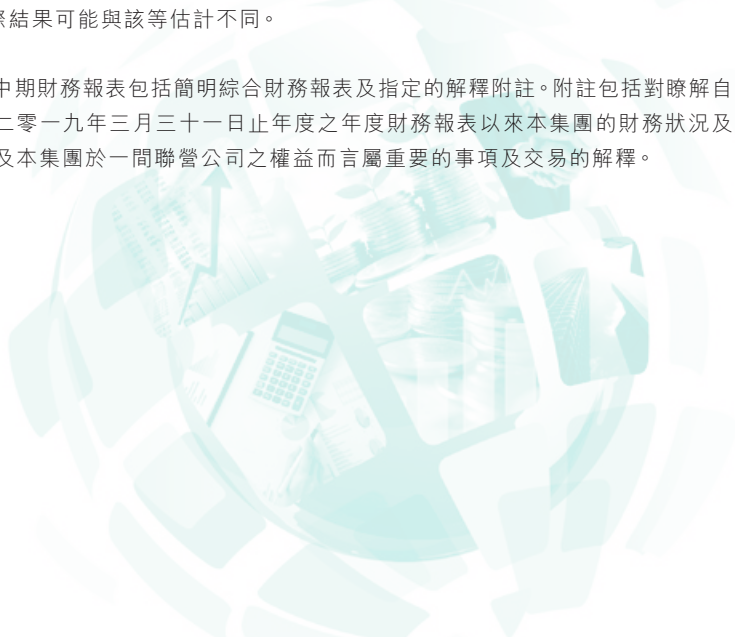 際結果可能與該等估計不同。
中期財務報表包括簡明綜合財務報表及指定的解釋附註。附註包括對瞭解自
二零一九年三月三十一日止年度之年度財務報表以來本集團的財務狀況及
及本集團於一間聯營公司之權益而言屬重要的事項及交易的解釋。